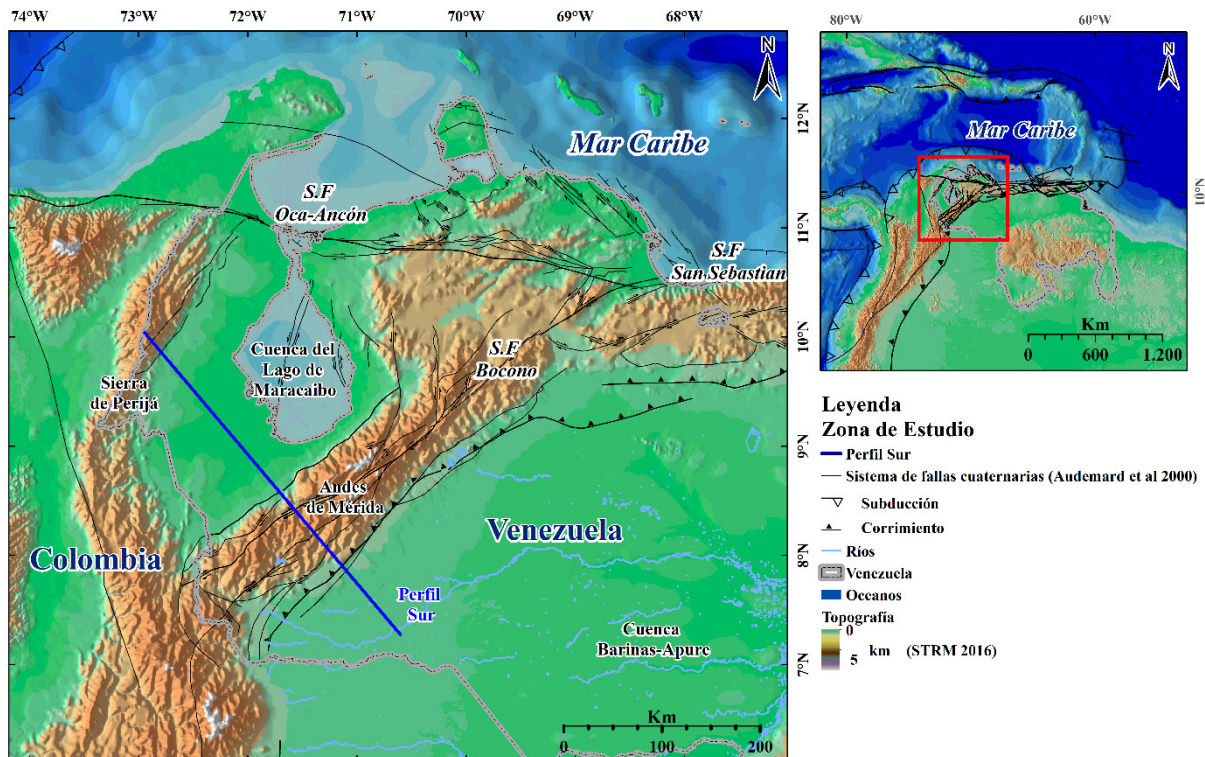 74°W 73°W 72°W 71°W 70°W 69°W 68°W
N
12°N
11°N
10°N
9°N
8°N
7°N
Mar Caribe
S.F
Oca-Ancón
S.F
San Sebastian
Cuenca del
Lago de
Maracaibo
S.F
Bocono
Sierra
de Perijá
Andes
de Mérida
Venezuela
Colombia
Perfil
Sur
Cuenca
Barinas-Apure
Km
0 100 200
80°W 60°W
N
Mar Caribe
10°N
Km
0 600 1.200
Leyenda
Zona de Estudio
Perfil Sur
Sistema de fallas cuaternarias (Audemard et al 2000)
Subducción
Corrimiento
Ríos
Venezuela
Oceanos
Topografía
0
km (STRM 2016)
5